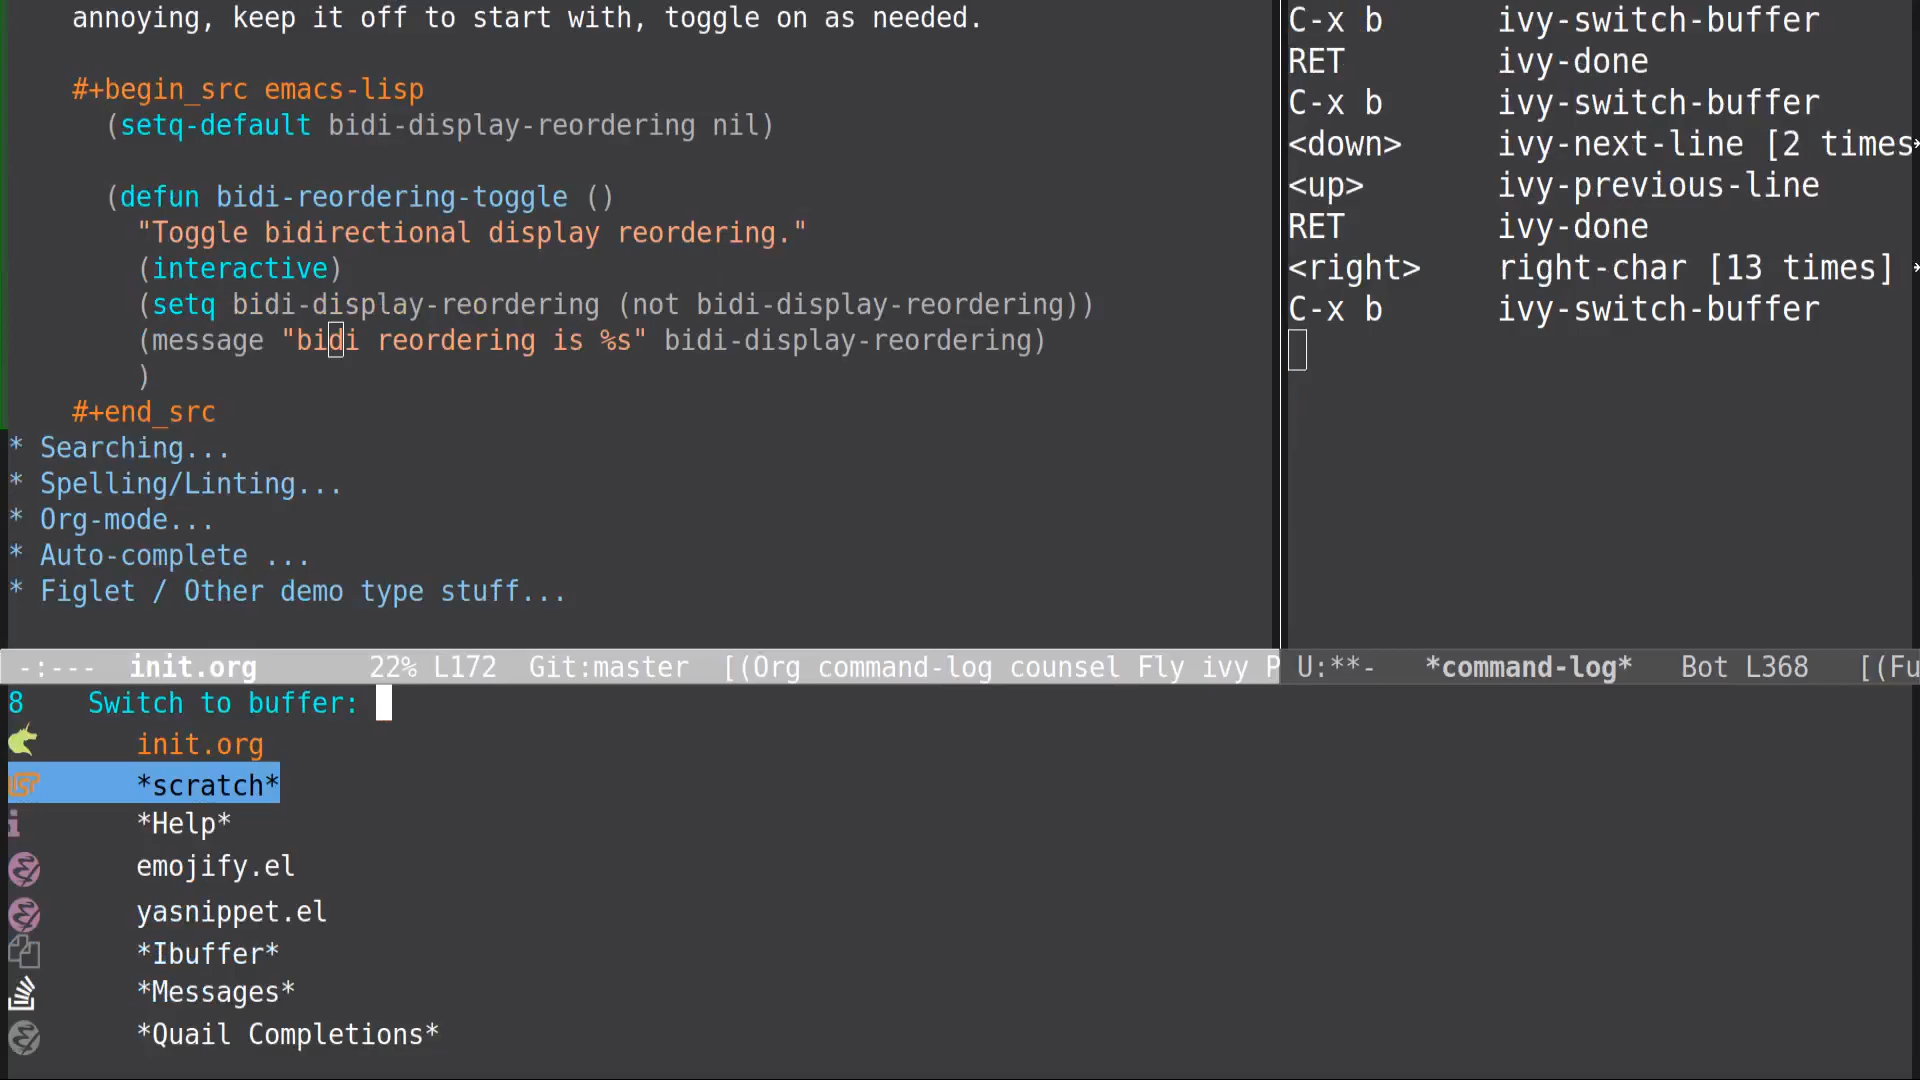 annoying, keep it off to start with, toggle on as needed.
#+begin_src emacs-lisp
(setq-default bidi-display-reordering nil)
(defun bidi-reordering-toggle ()
"Toggle bidirectional display reordering."
(interactive)
(setq bidi-display-reordering (not bidi-display-reordering))
(message "bidi reordering is %s" bidi-display-reordering)
)
#+end_src
* Searching...
* Spelling/Linting...
* Org-mode...
* Auto-complete ...
* Figlet / Other demo type stuff...
-:--- init.org 22% L172 Git:master [(Org command-log counsel Fly ivy P
C-x b ivy-switch-buffer
RET ivy-done
C-x b ivy-switch-buffer
<down> ivy-next-line [2 times
<up> ivy-previous-line
RET ivy-done
<right> right-char [13 times]
C-x b ivy-switch-buffer
U:**- *command-log* Bot L368 [(Fu
8 Switch to buffer:
init.org
*scratch*
*Help*
emojify.el
yasnippet.el
*Ibuffer*
*Messages*
*Quail Completions*